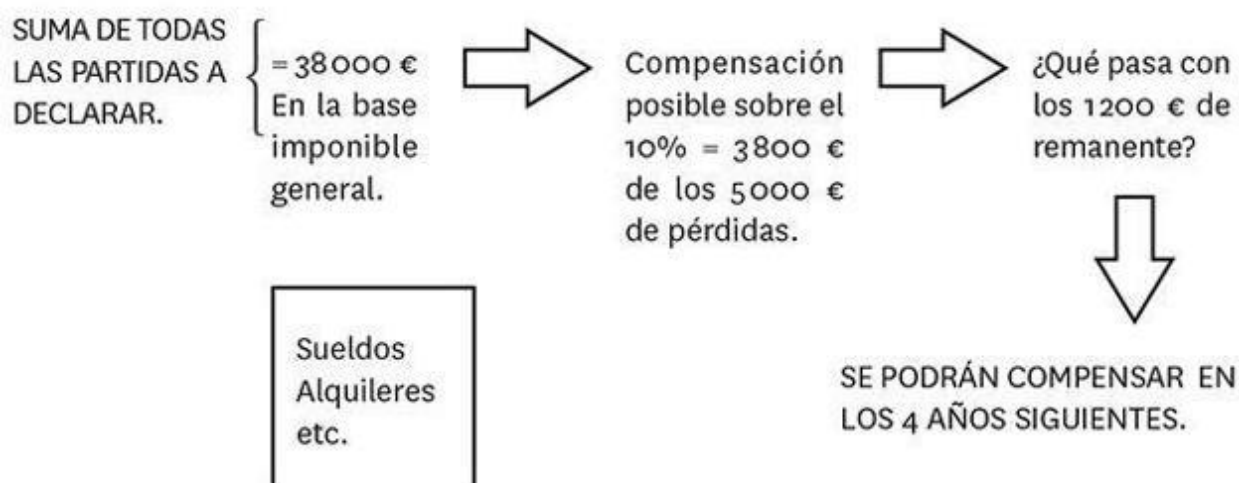 SUMA DE TODAS
LAS PARTIDAS A
DECLARAR.
= 38000 €
En la base
imponible
general.
Compensación
posible sobre el
10% = 3800 €
de los 5000 €
de pérdidas.
¿Qué pasa con
los 1200 € de
remanente?
Sueldos
Alquileres
etc.
SE PODRÁN COMPENSAR EN
LOS 4 AÑOS SIGUIENTES.